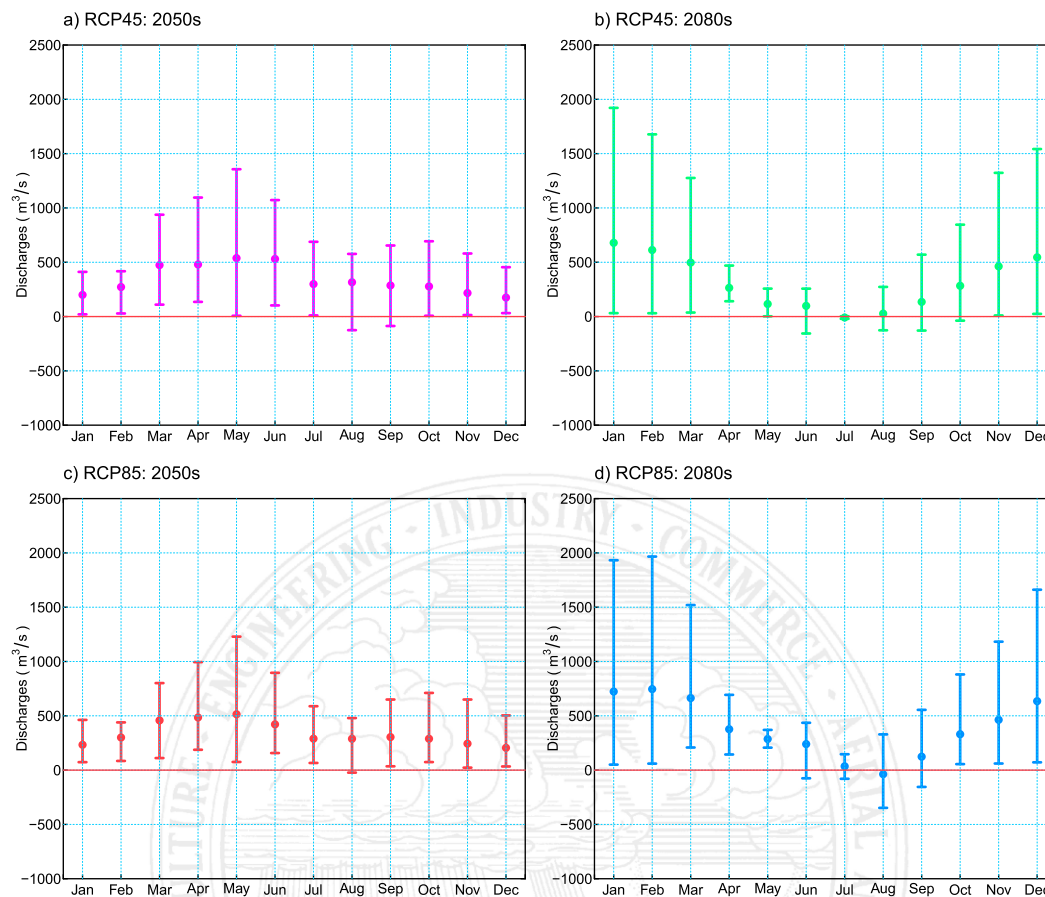 a) RCP45: 2050s
2500
2000
1500
1000
500
0
−500
−1000
Discharges ( m³/s )
Jan Feb Mar Apr May Jun Jul Aug Sep Oct Nov Dec
b) RCP45: 2080s
2500
2000
1500
1000
500
0
−500
−1000
Discharges ( m³/s )
Jan Feb Mar Apr May Jun Jul Aug Sep Oct Nov Dec
c) RCP85: 2050s
2500
2000
1500
1000
500
0
−500
−1000
Discharges ( m³/s )
Jan Feb Mar Apr May Jun Jul Aug Sep Oct Nov Dec
d) RCP85: 2080s
2500
2000
1500
1000
500
0
−500
−1000
Discharges ( m³/s )
Jan Feb Mar Apr May Jun Jul Aug Sep Oct Nov Dec
ENGINEERING · INDUSTRY · COMMERCE · AERIAL